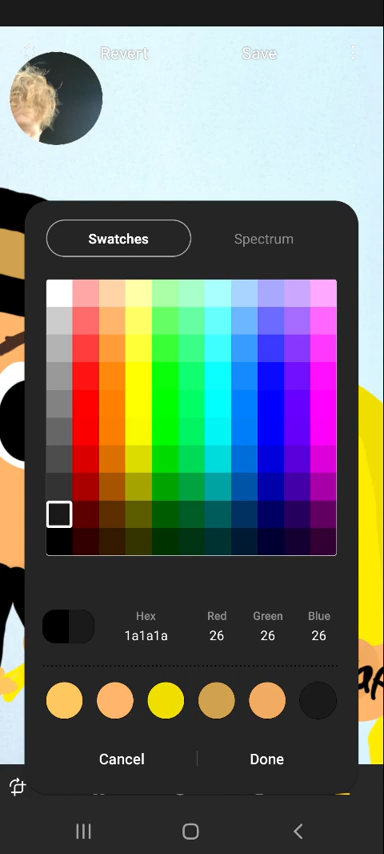 Revert Save
Swatches Spectrum
Hex Red Green Blue
1a1a1a 26 26 26
Cancel Done